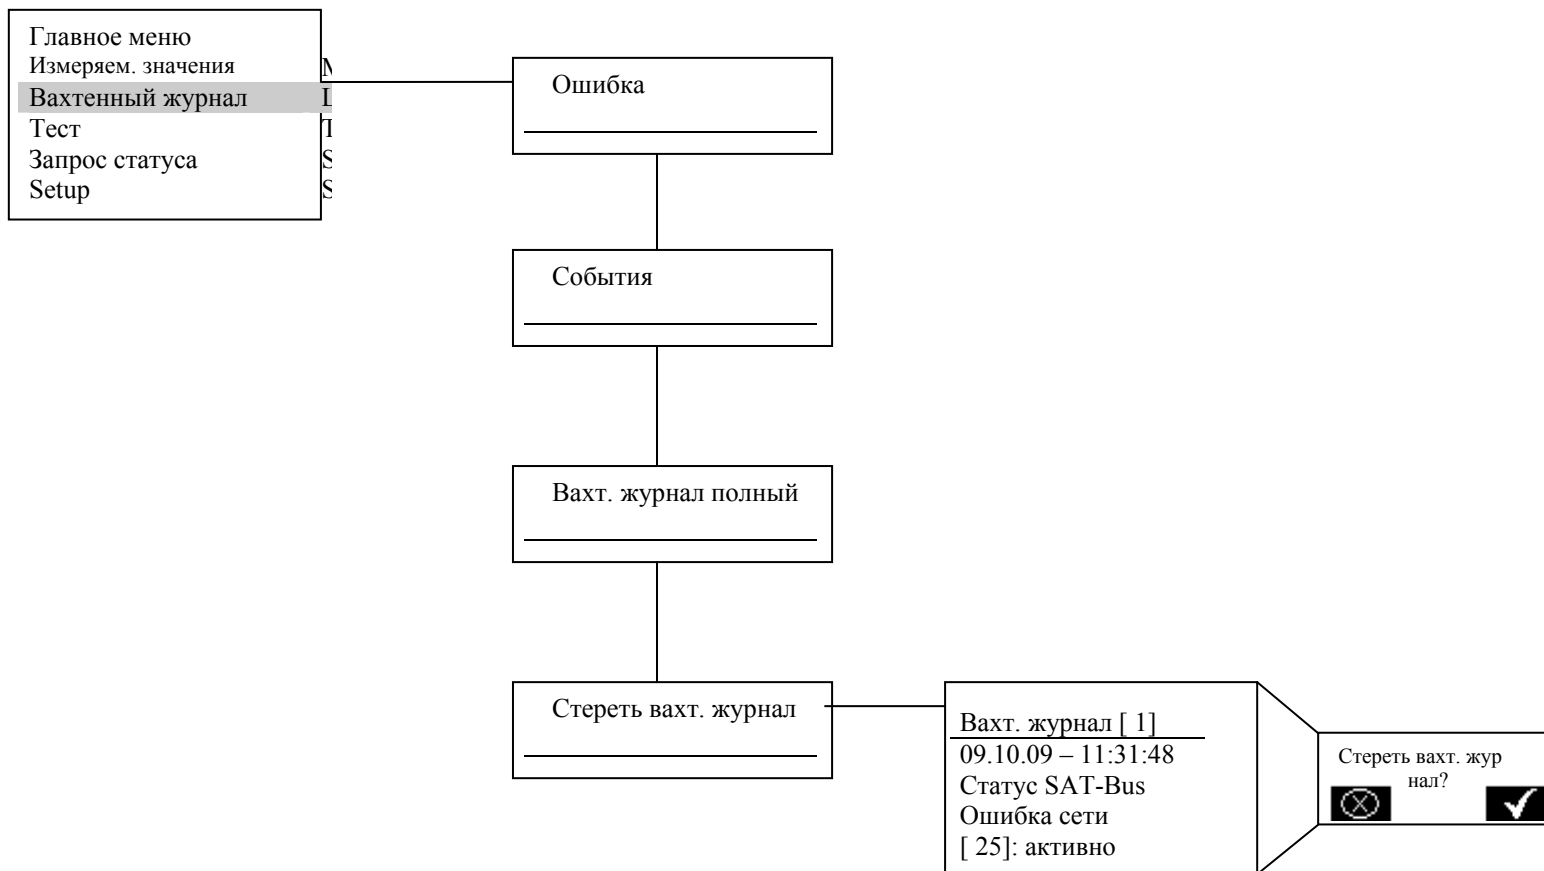 Главное меню
Измеряем. значения
Вахтенный журнал
Тест
Запрос статуса
Setup
Ошибка
События
Вахт. журнал полный
Стереть вахт. журнал
Вахт. журнал [ 1]
09.10.09 – 11:31:48
Статус SAT-Bus
Ошибка сети
[ 25]: активно
Стереть вахт. жур
нал?